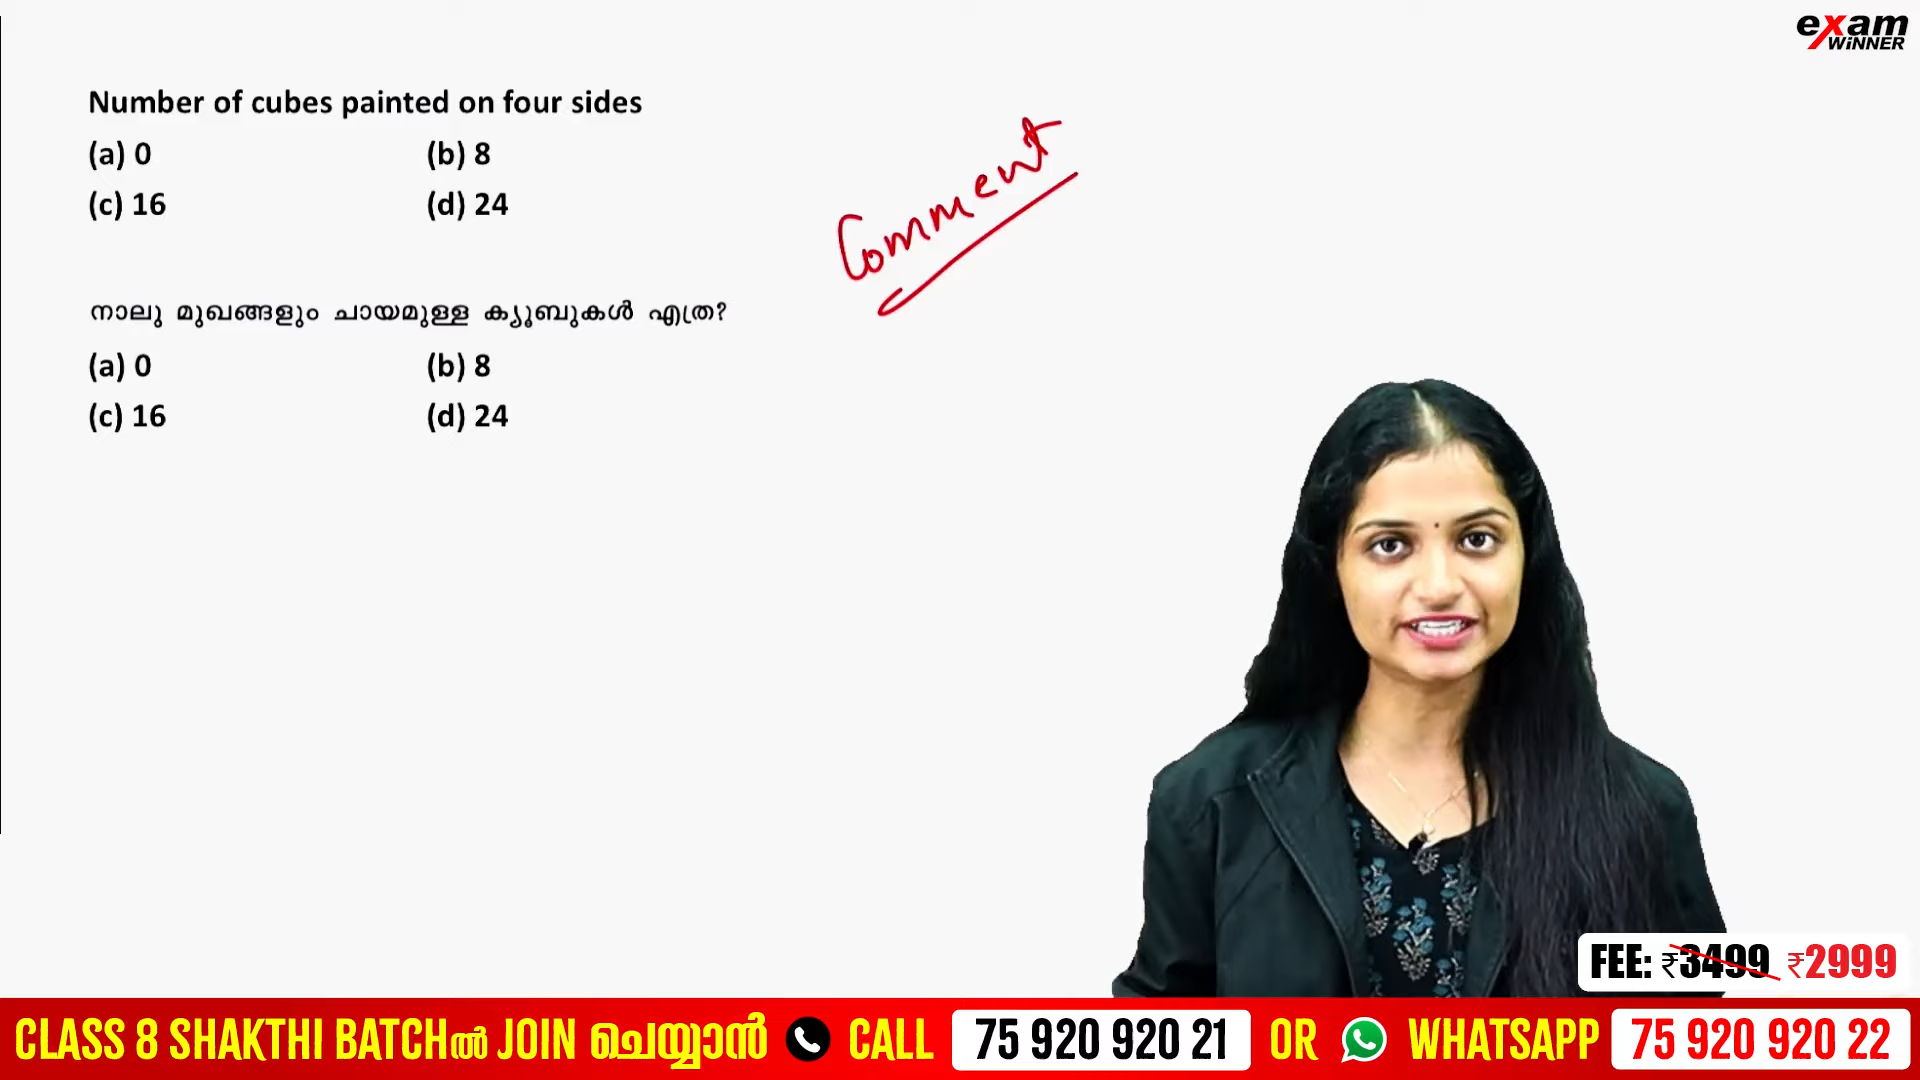 exam
WINNER
Number of cubes painted on four sides
(a) 0 (b) 8
(c) 16 (d) 24
Comment
നാലു മുഖങ്ങളും ചായമുള്ള ക്യൂബുകൾ എത്ര?
(a) 0 (b) 8
(c) 16 (d) 24
FEE: ₹3499 ₹2999
CLASS 8 SHAKTHI BATCHൽ JOIN ചെയ്യാൻ CALL 75 920 920 21 OR WHATSAPP 75 920 920 22